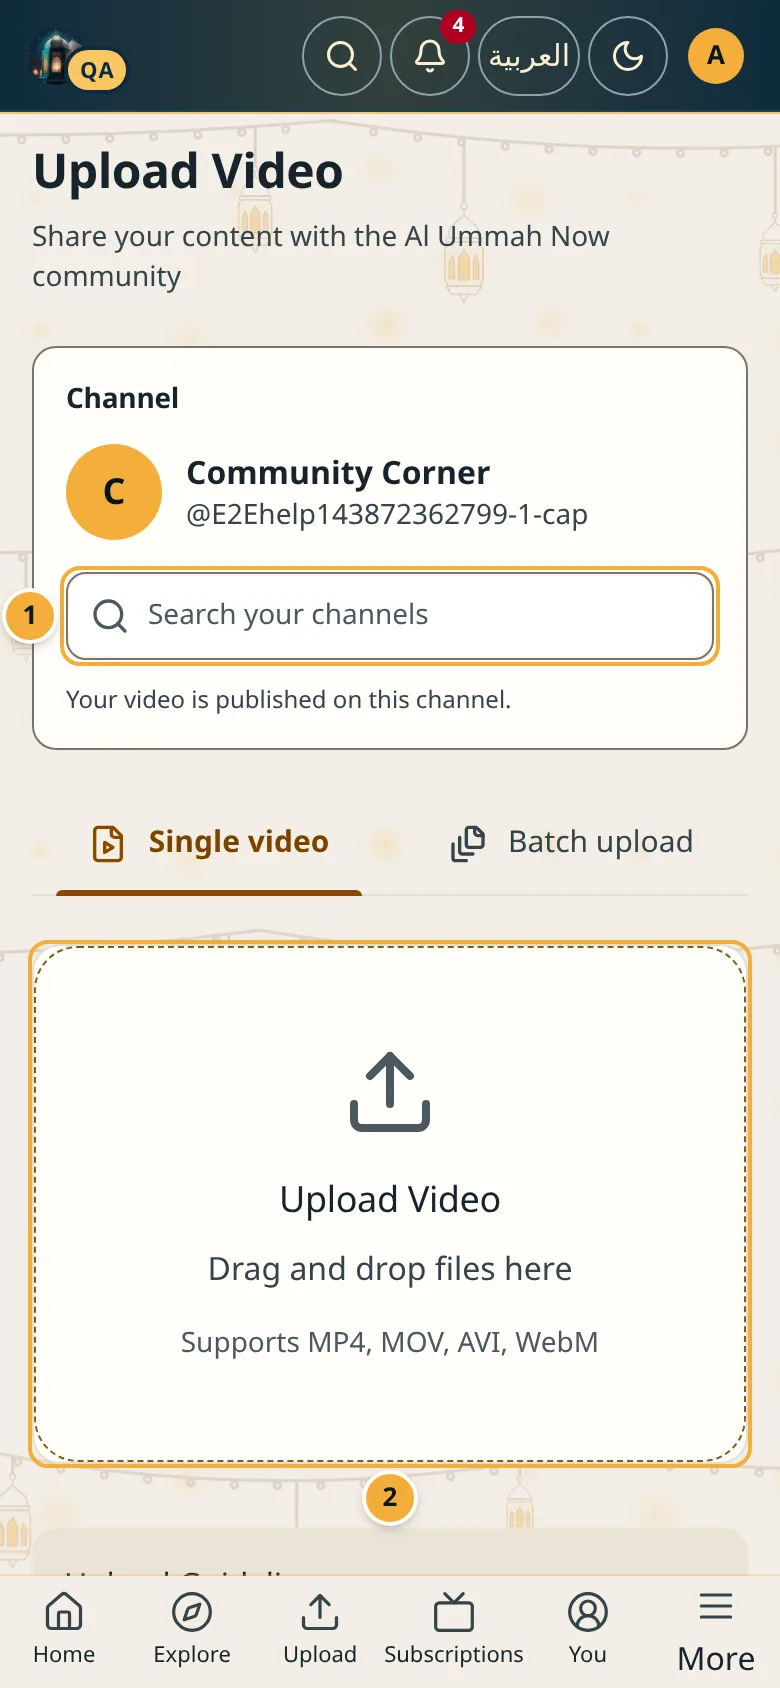 QA
4
العربية
A
Upload Video
Share your content with the Al Ummah Now
community
Channel
C
Community Corner
@E2Ehelp143872362799-1-cap
1
Search your channels
Your video is published on this channel.
Single video
Batch upload
Upload Video
Drag and drop files here
Supports MP4, MOV, AVI, WebM
2
Home
Explore
Upload
Subscriptions
You
More